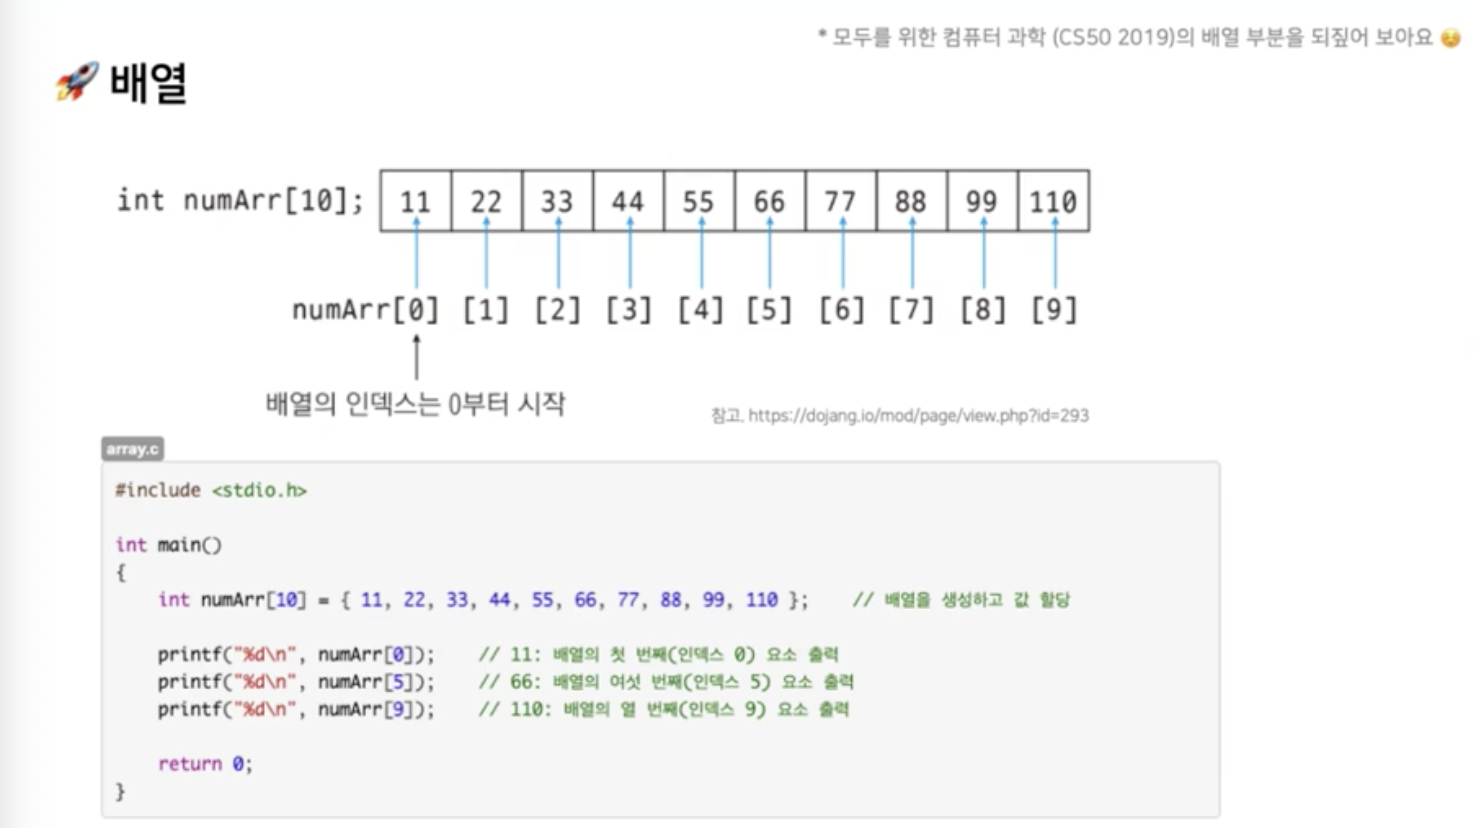 * 모두를 위한 컴퓨터 과학 (CS50 2019)의 배열 부분을 되짚어 보아요 ☺️
🚀 배열
int numArr[10]; 11 22 33 44 55 66 77 88 99 110
numArr[0] [1] [2] [3] [4] [5] [6] [7] [8] [9]
배열의 인덱스는 0부터 시작
참고. https://dojang.io/mod/page/view.php?id=293
array.c
#include <stdio.h>
int main()
{
    int numArr[10] = { 11, 22, 33, 44, 55, 66, 77, 88, 99, 110 };    // 배열을 생성하고 값 할당
    printf("%d\n", numArr[0]);    // 11: 배열의 첫 번째(인덱스 0) 요소 출력
    printf("%d\n", numArr[5]);    // 66: 배열의 여섯 번째(인덱스 5) 요소 출력
    printf("%d\n", numArr[9]);    // 110: 배열의 열 번째(인덱스 9) 요소 출력
    return 0;
}